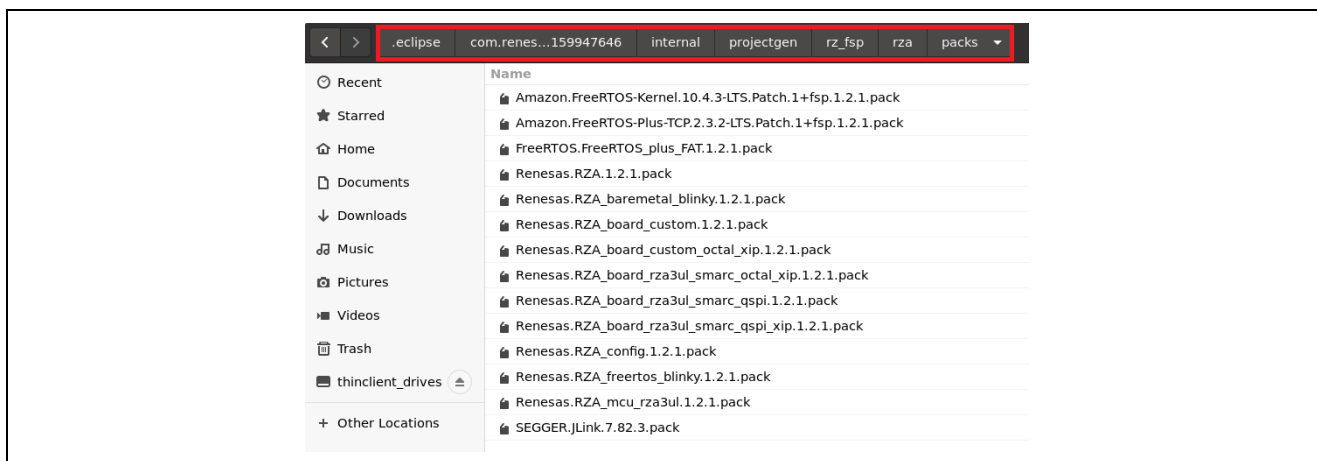 .eclipse com.renes...159947646 internal projectgen rz_fsp rza packs
Name
Recent
Starred
Home
Documents
Downloads
Music
Pictures
Videos
Trash
thinclient_drives
+ Other Locations
Amazon.FreeRTOS-Kernel.10.4.3-LTS.Patch.1+fsp.1.2.1.pack
Amazon.FreeRTOS-Plus-TCP.2.3.2-LTS.Patch.1+fsp.1.2.1.pack
FreeRTOS.FreeRTOS_plus_FAT.1.2.1.pack
Renesas.RZA.1.2.1.pack
Renesas.RZA_baremetal_blinky.1.2.1.pack
Renesas.RZA_board_custom.1.2.1.pack
Renesas.RZA_board_custom_octal_xip.1.2.1.pack
Renesas.RZA_board_rza3ul_smarc_octal_xip.1.2.1.pack
Renesas.RZA_board_rza3ul_smarc_qspi.1.2.1.pack
Renesas.RZA_board_rza3ul_smarc_qspi_xip.1.2.1.pack
Renesas.RZA_config.1.2.1.pack
Renesas.RZA_freertos_blinky.1.2.1.pack
Renesas.RZA_mcu_rza3ul.1.2.1.pack
SEGGER.JLink.7.82.3.pack